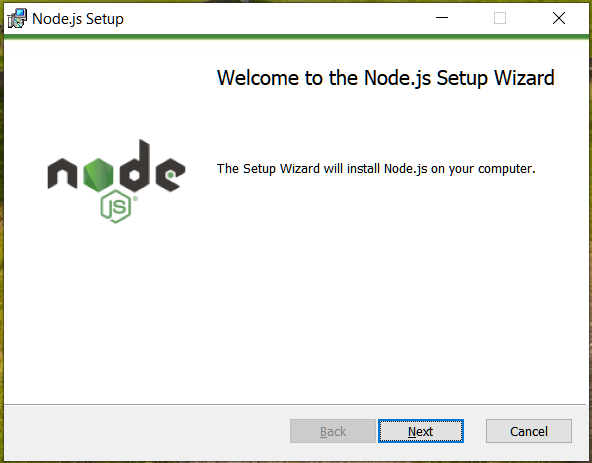 Node.js Setup
Welcome to the Node.js Setup Wizard
node
JS®
The Setup Wizard will install Node.js on your computer.
Back Next Cancel